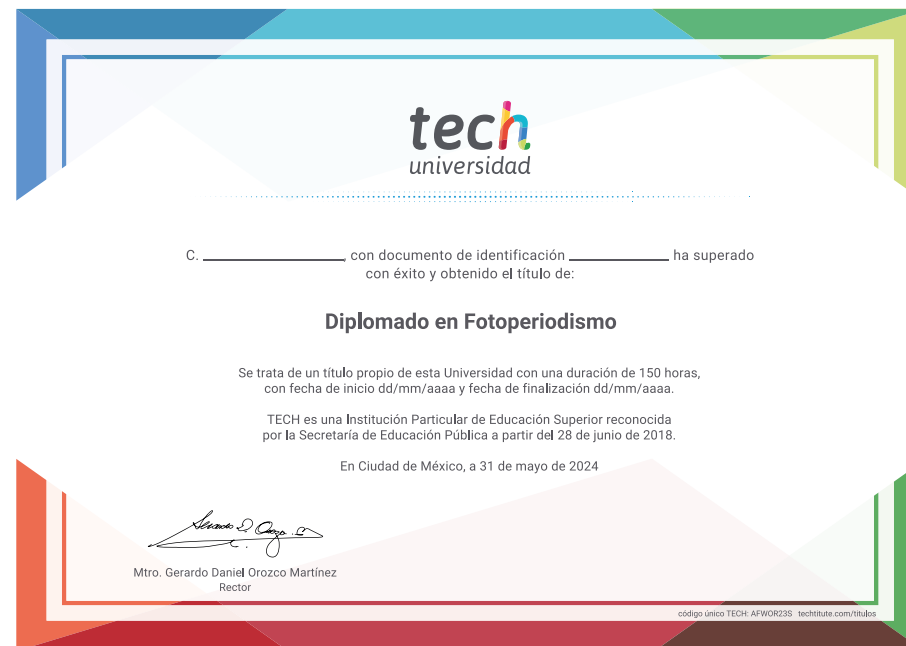 tech
universidad
C. ____________, con documento de identificación ____________ ha superado
con éxito y obtenido el título de:
Diplomado en Fotoperiodismo
Se trata de un título propio de esta Universidad con una duración de 150 horas,
con fecha de inicio dd/mm/aaaa y fecha de finalización dd/mm/aaaa.
TECH es una Institución Particular de Educación Superior reconocida
por la Secretaría de Educación Pública a partir del 28 de junio de 2018.
En Ciudad de México, a 31 de mayo de 2024
Mtro. Gerardo Daniel Orozco Martínez
Rector
código único TECH: AFWOR23S techtitute.com/titulos